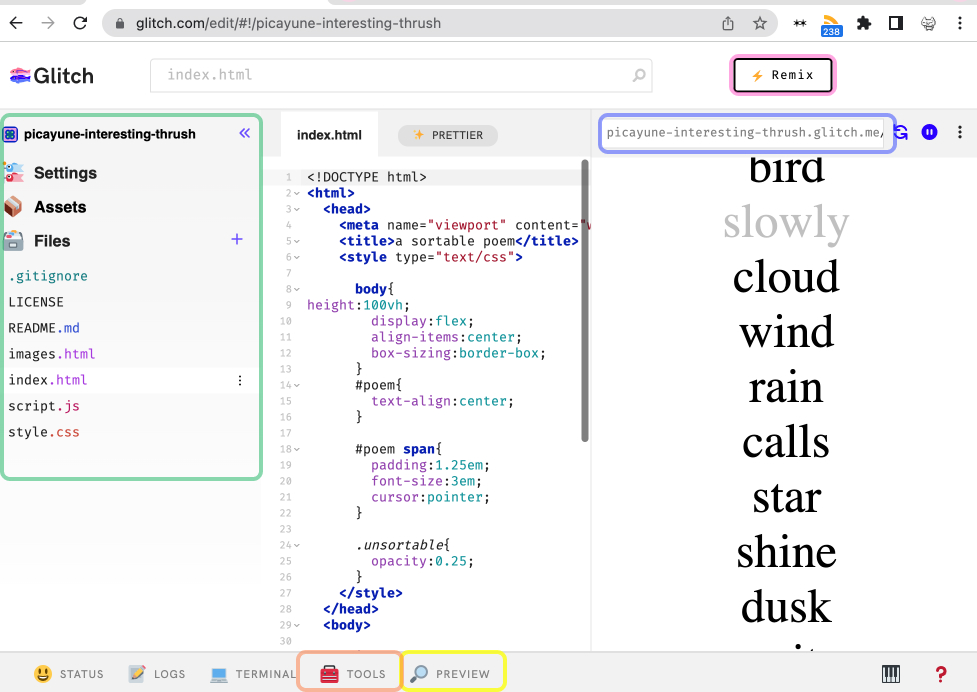 glitch.com/edit/#!/picayune-interesting-thrush
238
Glitch
index.html
Remix
picayune-interesting-thrush
Settings
Assets
Files
.gitignore
LICENSE
README.md
images.html
index.html
script.js
style.css
index.html
PRETTIER
1 <!DOCTYPE html>
2 <html>
3 <head>
4 <meta name="viewport" content="
5 <title>a sortable poem</title>
6 <style type="text/css">
7
8 body{
9 height:100vh;
10 display:flex;
11 align-items:center;
12 box-sizing:border-box;
13 }
14 #poem{
15 text-align:center;
16 }
17
18 #poem span{
19 padding:1.25em;
20 font-size:3em;
21 cursor:pointer;
22 }
23
24 .unsortable{
25 opacity:0.25;
26 }
27 </style>
28 </head>
29 <body>
30
picayune-interesting-thrush.glitch.me/
bird
slowly
cloud
wind
rain
calls
star
shine
dusk
STATUS
LOGS
TERMINAL
TOOLS
PREVIEW
?